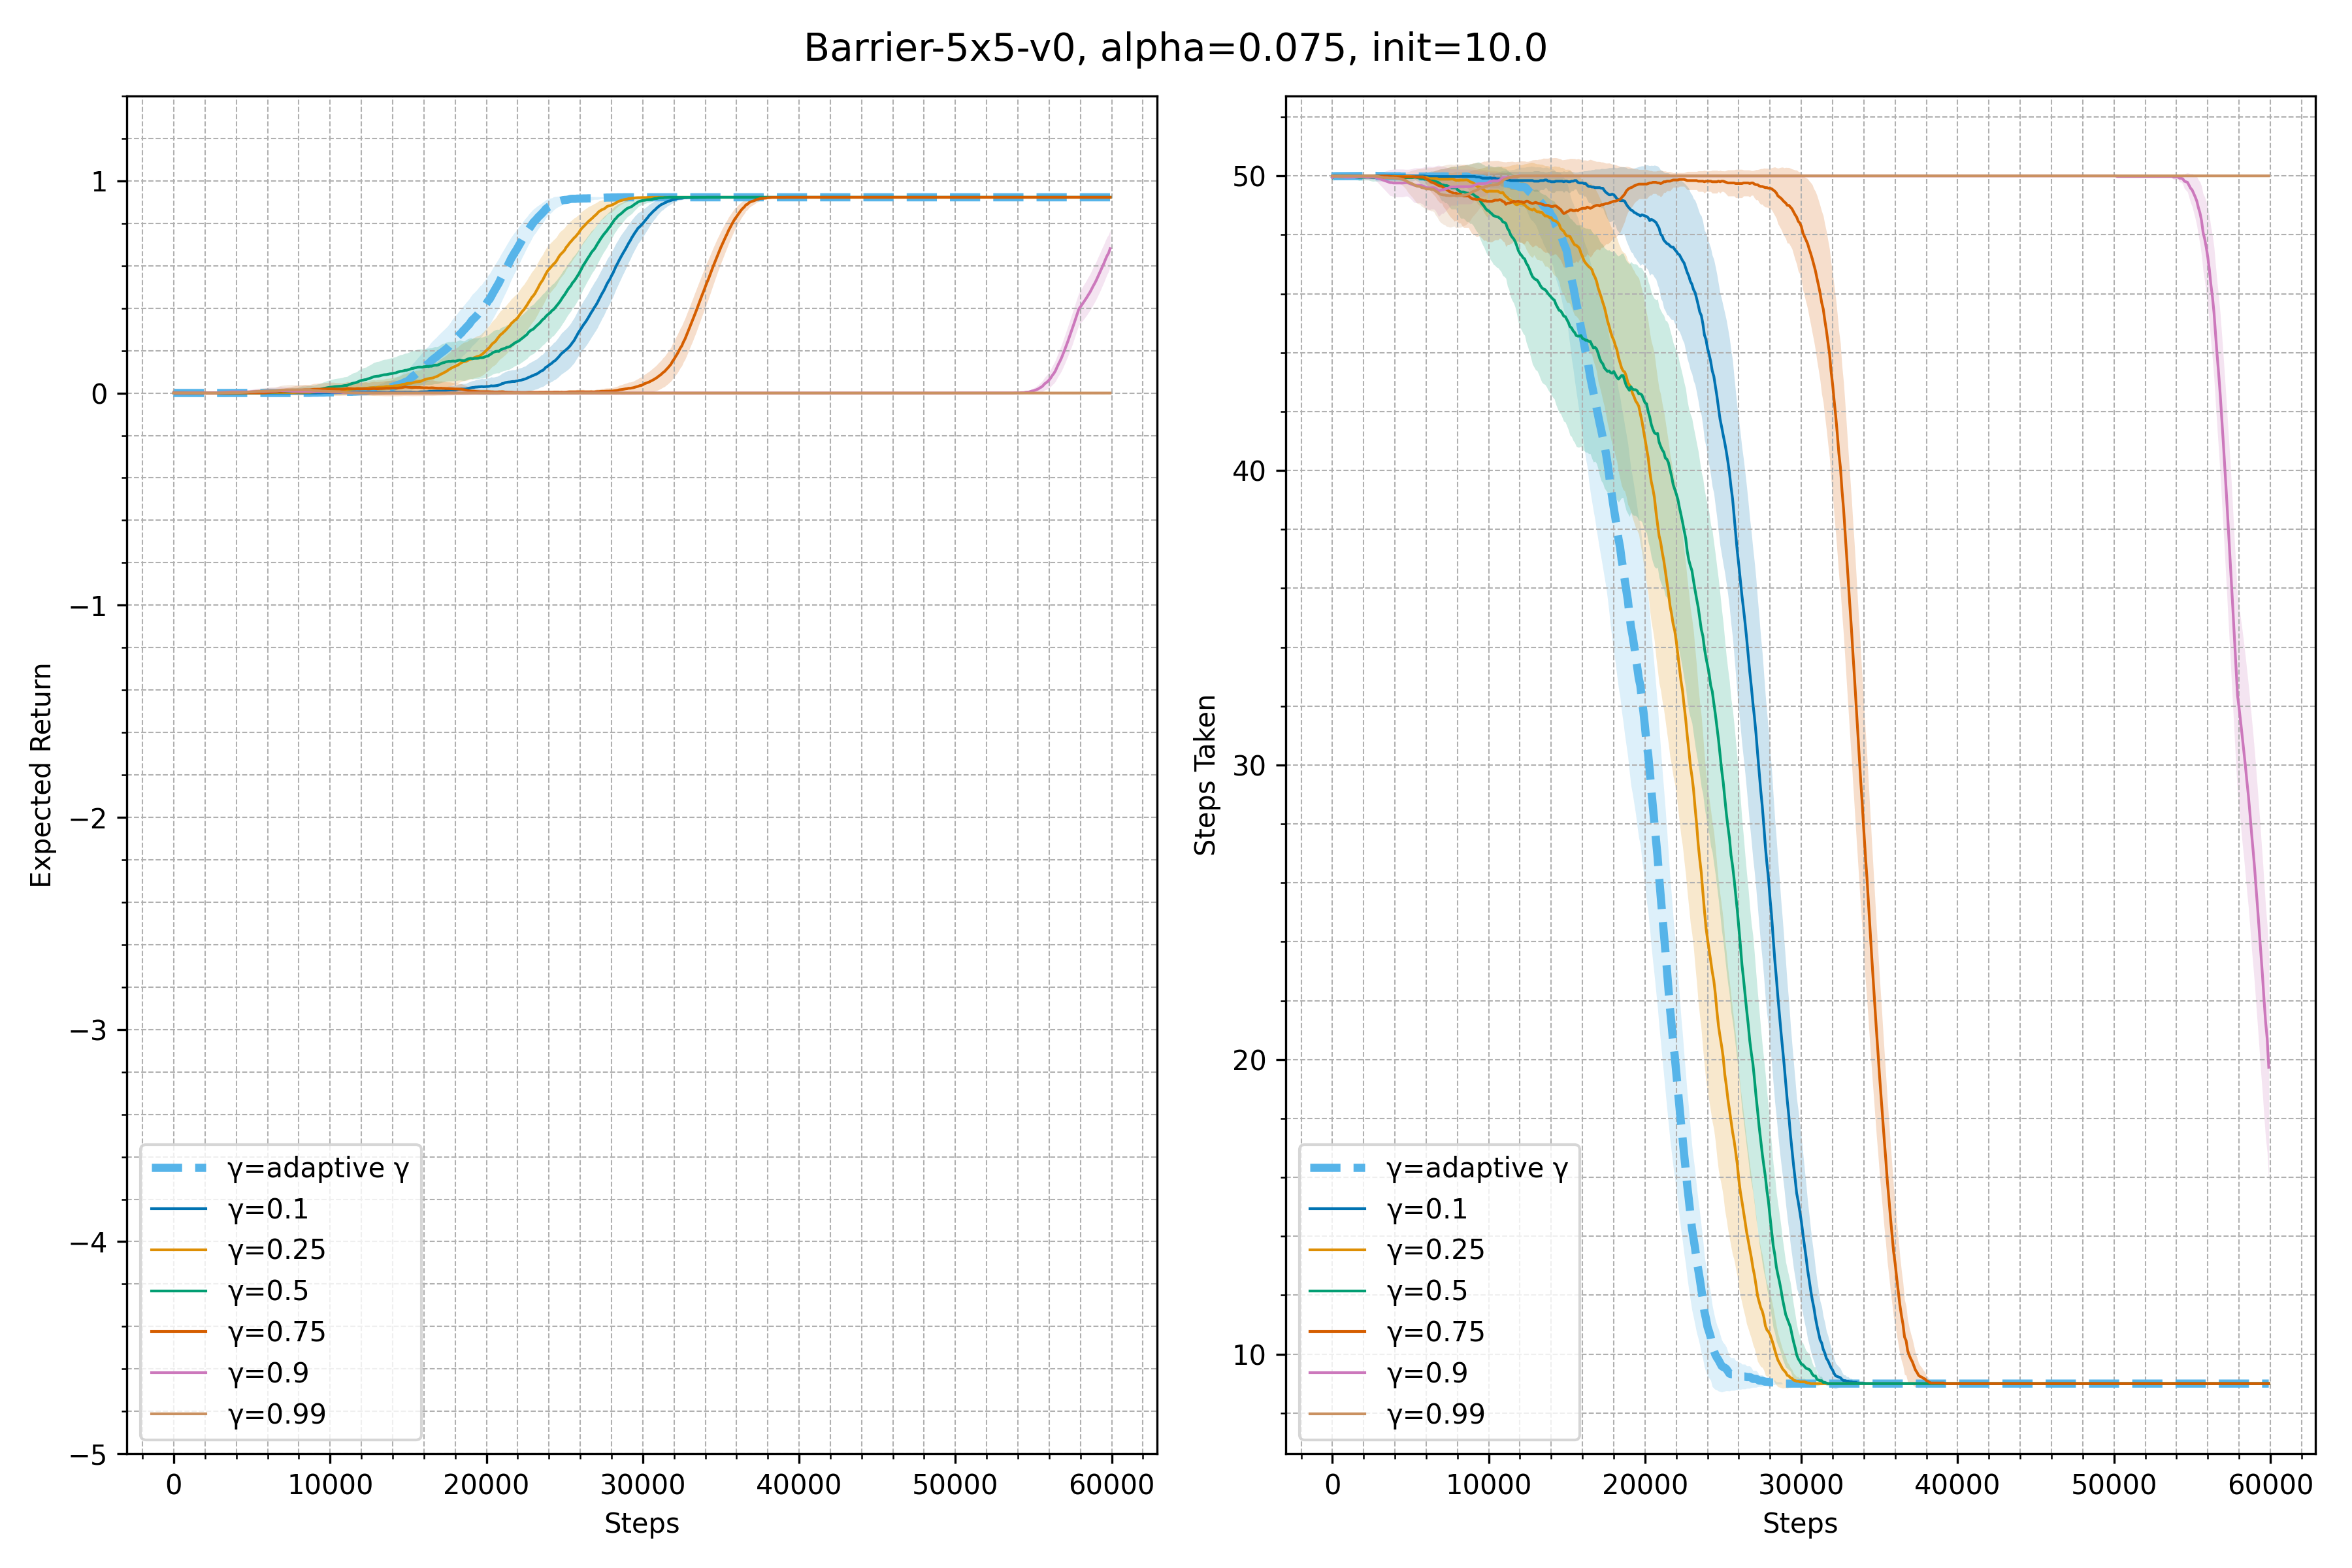 Barrier-5x5-v0, alpha=0.075, init=10.0
Expected Return
1
0
−1
−2
−3
−4
−5
γ=adaptive γ
γ=0.1
γ=0.25
γ=0.5
γ=0.75
γ=0.9
γ=0.99
0 10000 20000 30000 40000 50000 60000
Steps
Steps Taken
50
40
30
20
10
γ=adaptive γ
γ=0.1
γ=0.25
γ=0.5
γ=0.75
γ=0.9
γ=0.99
0 10000 20000 30000 40000 50000 60000
Steps